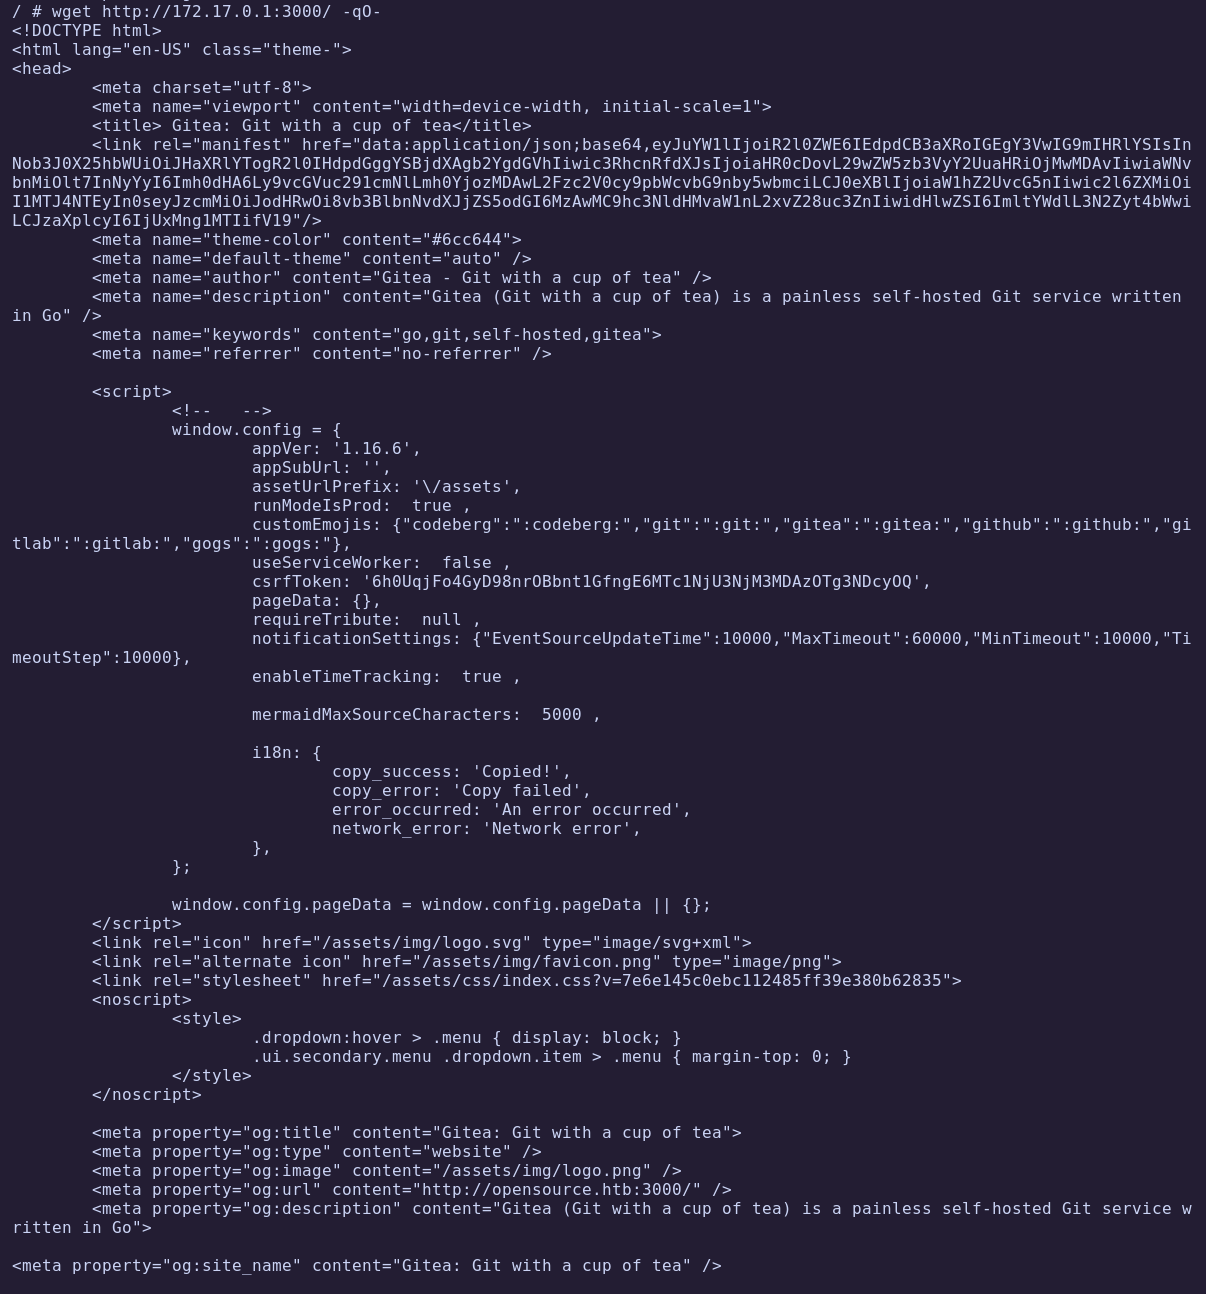 / # wget http://172.17.0.1:3000/ -qO-
<!DOCTYPE html>
<html lang="en-US" class="theme-">
<head>
        <meta charset="utf-8">
        <meta name="viewport" content="width=device-width, initial-scale=1">
        <title> Gitea: Git with a cup of tea</title>
        <link rel="manifest" href="data:application/json;base64,eyJuYW1lIjoiR2l0ZWE6IEdpdCB3aXRoIGEgY3VwIG9mIHRlYSIsIn
Nob3J0X25hbWUiOiJHaXRlYTogR2l0IHdpdGggYSBjdXAgb2YgdGVhIiwic3RhcnRfdXJsIjoiaHR0cDovL29wZW5zb3VyY2UuaHRiOjMwMDAvIiwiaWNv
bnMiOlt7InNyYyI6Imh0dHA6Ly9vcGVuc291cmNlLmh0YjozMDAwL2Fzc2V0cy9pbWcvbG9nby5wbmciLCJ0eXBlIjoiaW1hZ2UvcG5nIiwic2l6ZXMiOi
I1MTJ4NTEyIn0seyJzcmMiOiJodHRwOi8vb3BlbnNvdXJjZS5odGI6MzAwMC9hc3NldHMvaW1nL2xvZ28uc3ZnIiwidHlwZSI6ImltYWdlL3N2Zyt4bWwi
LCJzaXplcyI6IjUxMng1MTIifV19"/>
        <meta name="theme-color" content="#6cc644">
        <meta name="default-theme" content="auto" />
        <meta name="author" content="Gitea - Git with a cup of tea" />
        <meta name="description" content="Gitea (Git with a cup of tea) is a painless self-hosted Git service written
in Go" />
        <meta name="keywords" content="go,git,self-hosted,gitea">
        <meta name="referrer" content="no-referrer" />

        <script>
                <!--   -->
                window.config = {
                        appVer: '1.16.6',
                        appSubUrl: '',
                        assetUrlPrefix: '\/assets',
                        runModeIsProd:  true ,
                        customEmojis: {"codeberg":":codeberg:","git":":git:","gitea":":gitea:","github":":github:","gi
tlab":":gitlab:","gogs":":gogs:"},
                        useServiceWorker:  false ,
                        csrfToken: '6h0UqjFo4GyD98nrOBbnt1GfngE6MTc1NjU3NjM3MDAzOTg3NDcyOQ',
                        pageData: {},
                        requireTribute:  null ,
                        notificationSettings: {"EventSourceUpdateTime":10000,"MaxTimeout":60000,"MinTimeout":10000,"Ti
meoutStep":10000},
                        enableTimeTracking:  true ,

                        mermaidMaxSourceCharacters:  5000 ,

                        i18n: {
                                copy_success: 'Copied!',
                                copy_error: 'Copy failed',
                                error_occurred: 'An error occurred',
                                network_error: 'Network error',
                        },
                };

                window.config.pageData = window.config.pageData || {};
        </script>
        <link rel="icon" href="/assets/img/logo.svg" type="image/svg+xml">
        <link rel="alternate icon" href="/assets/img/favicon.png" type="image/png">
        <link rel="stylesheet" href="/assets/css/index.css?v=7e6e145c0ebc112485ff39e380b62835">
        <noscript>
                <style>
                        .dropdown:hover > .menu { display: block; }
                        .ui.secondary.menu .dropdown.item > .menu { margin-top: 0; }
                </style>
        </noscript>

        <meta property="og:title" content="Gitea: Git with a cup of tea">
        <meta property="og:type" content="website" />
        <meta property="og:image" content="/assets/img/logo.png" />
        <meta property="og:url" content="http://opensource.htb:3000/" />
        <meta property="og:description" content="Gitea (Git with a cup of tea) is a painless self-hosted Git service w
ritten in Go">

<meta property="og:site_name" content="Gitea: Git with a cup of tea" />